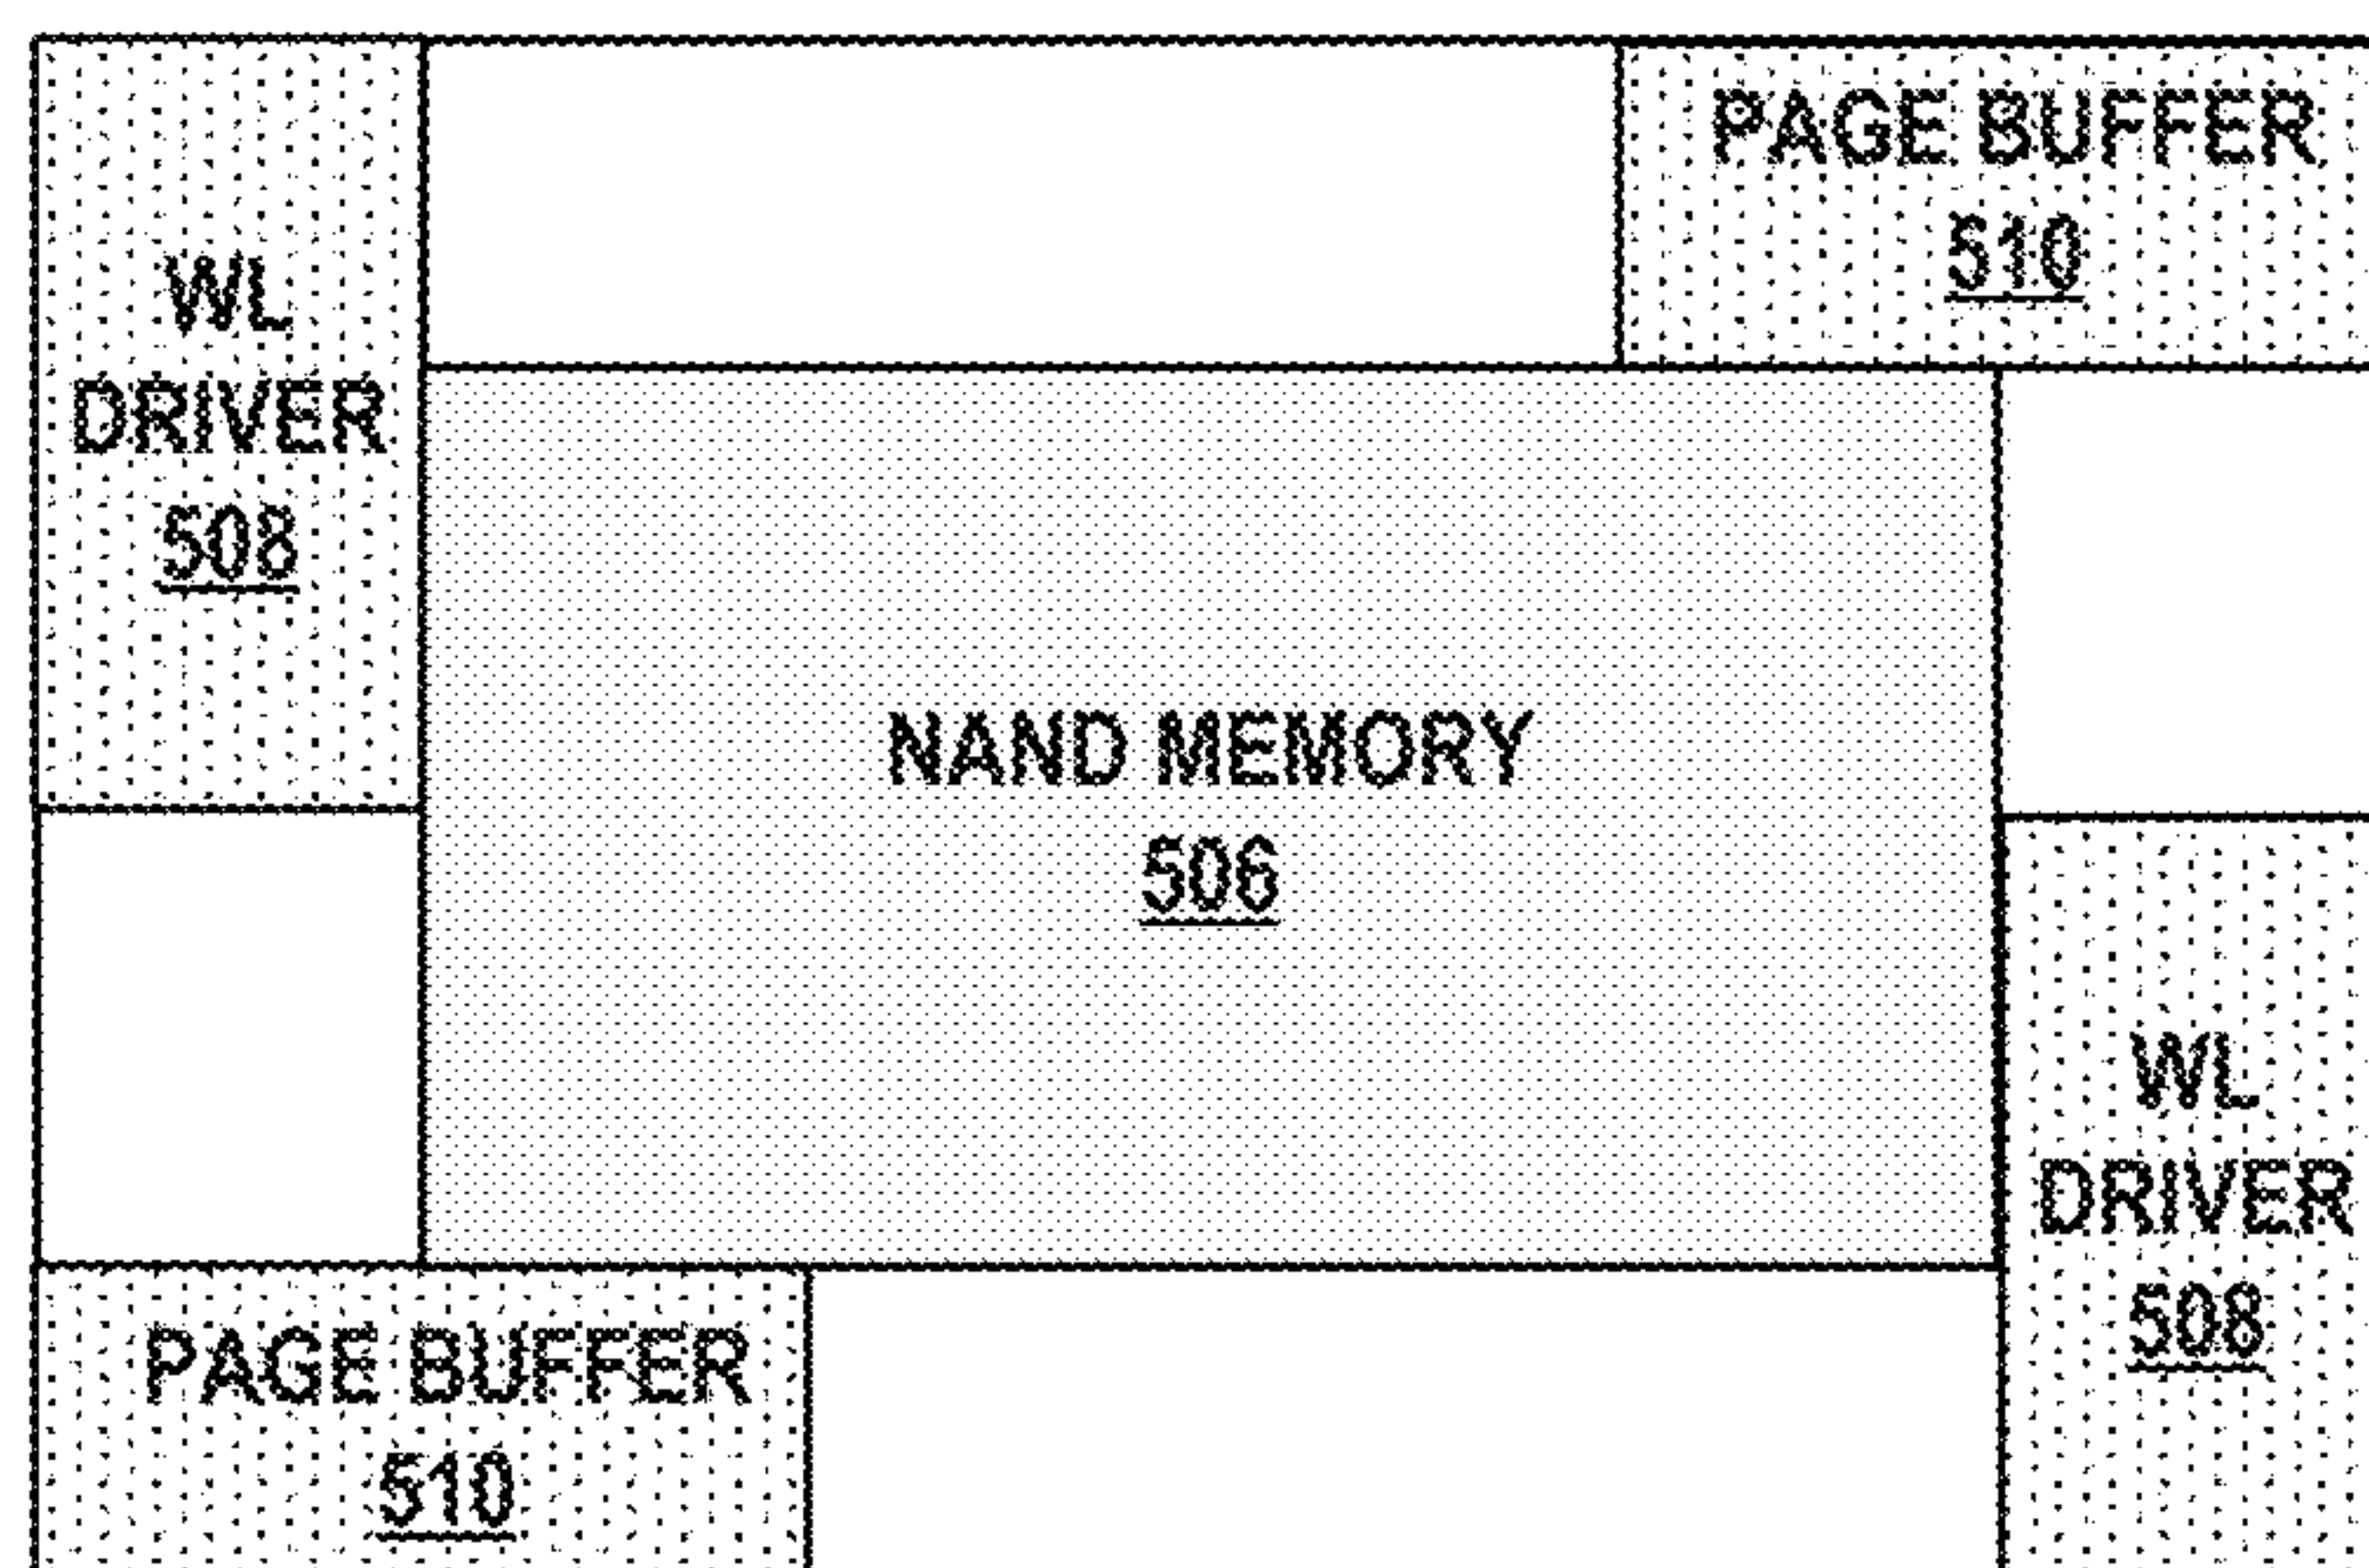 PAGE BUFFER
510
WL
DRIVER
508
NAND MEMORY
506
WL
DRIVER
508
PAGE BUFFER
510